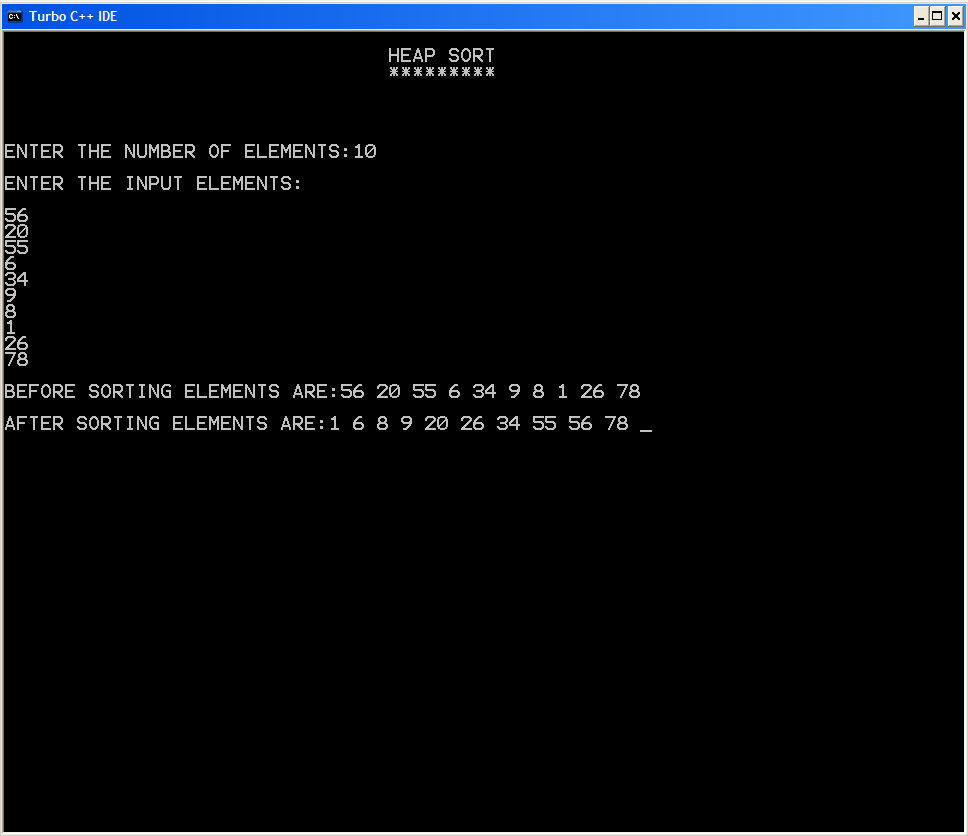 Turbo C++ IDE
HEAP SORT
*********
ENTER THE NUMBER OF ELEMENTS:10
ENTER THE INPUT ELEMENTS:
56
20
55
6
34
9
8
1
26
78
BEFORE SORTING ELEMENTS ARE:56 20 55 6 34 9 8 1 26 78
AFTER SORTING ELEMENTS ARE:1 6 8 9 20 26 34 55 56 78 _